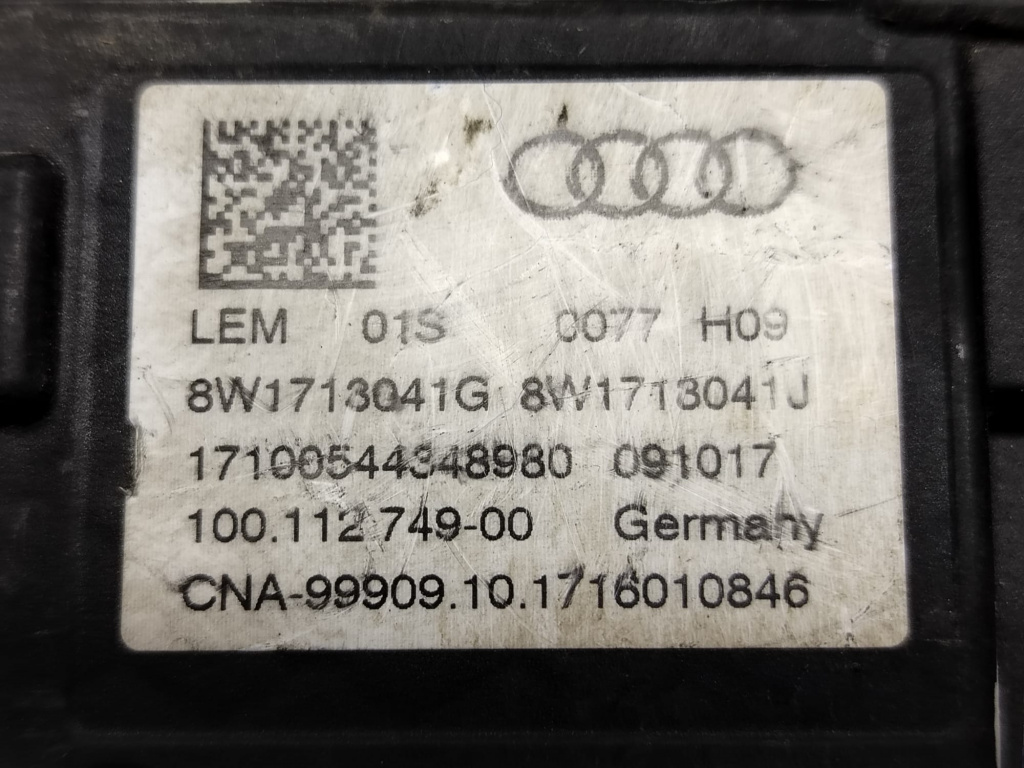 LEM 01S 0077 H09
8W1713041G 8W1713041J
17100544348980 091017
100.112.749-00 Germany
CNA-99909.10.1716010846